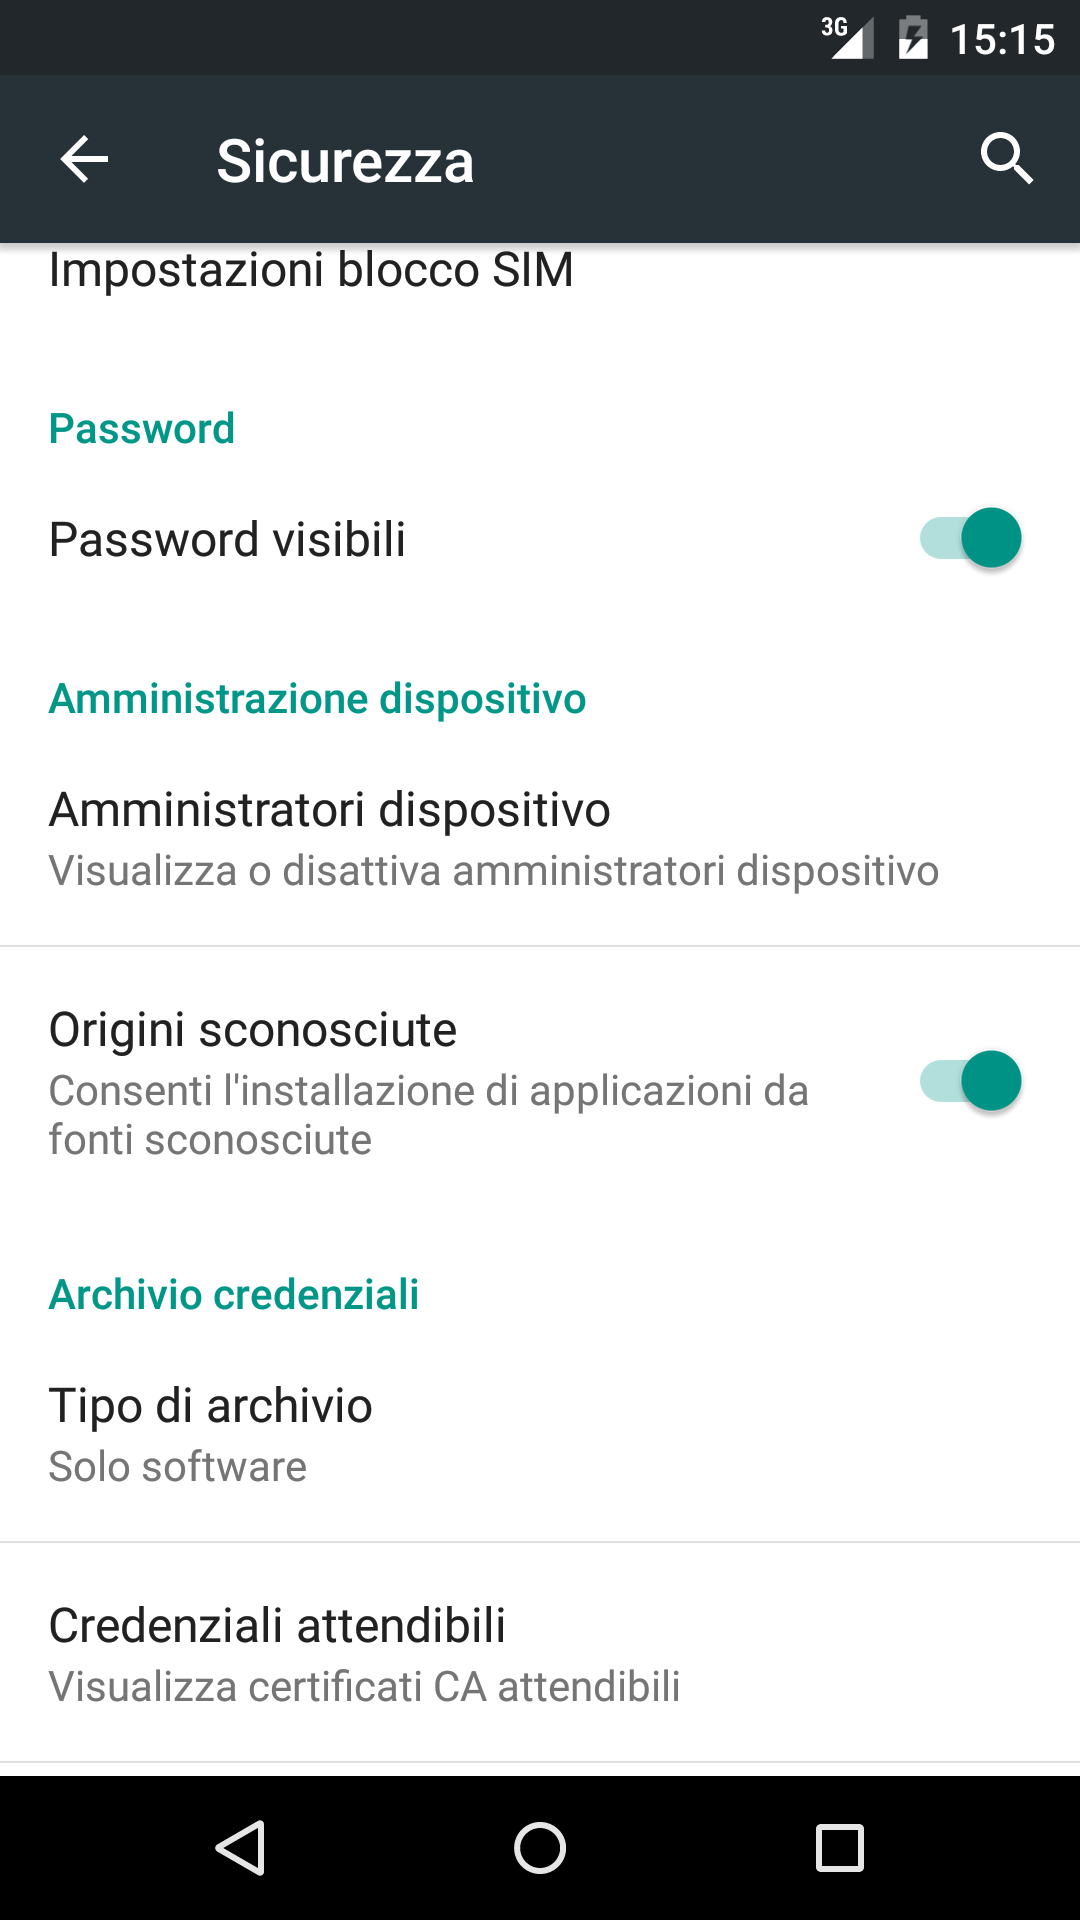 3G 15:15
Sicurezza
Impostazioni blocco SIM
Password
Password visibili
Amministrazione dispositivo
Amministratori dispositivo
Visualizza o disattiva amministratori dispositivo
Origini sconosciute
Consenti l'installazione di applicazioni da
fonti sconosciute
Archivio credenziali
Tipo di archivio
Solo software
Credenziali attendibili
Visualizza certificati CA attendibili